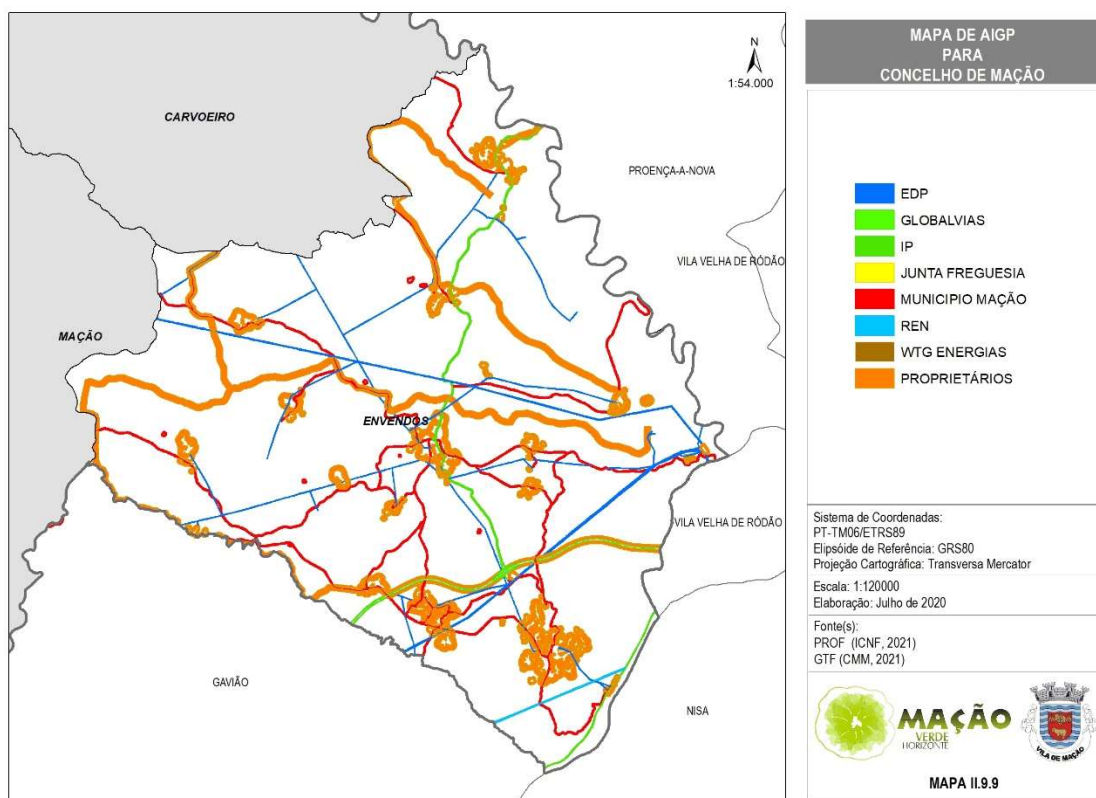 CARVOEIRO
N
1:54.000
PROENÇA-A-NOVA
VILA VELHA DE RÓDÃO
MAÇÃO
ENVENDOS
VILA VELHA DE RÓDÃO
GAVIÃO
NISA
MAPA DE AIGP
PARA
CONCELHO DE MAÇÃO
EDP
GLOBALVIAS
IP
JUNTA FREGUESIA
MUNICIPIO MAÇÃO
REN
WTG ENERGIAS
PROPRIETÁRIOS
Sistema de Coordenadas:
PT-TM06/ETRS89
Elipsóide de Referência: GRS80
Projeção Cartográfica: Transversa Mercator
Escala: 1:120000
Elaboração: Julho de 2020
Fonte(s):
PROF (ICNF, 2021)
GTF (CMM, 2021)
MAÇÃO
VERDE
HORIZONTE
VILA DE MAÇÃO
MAPA II.9.9